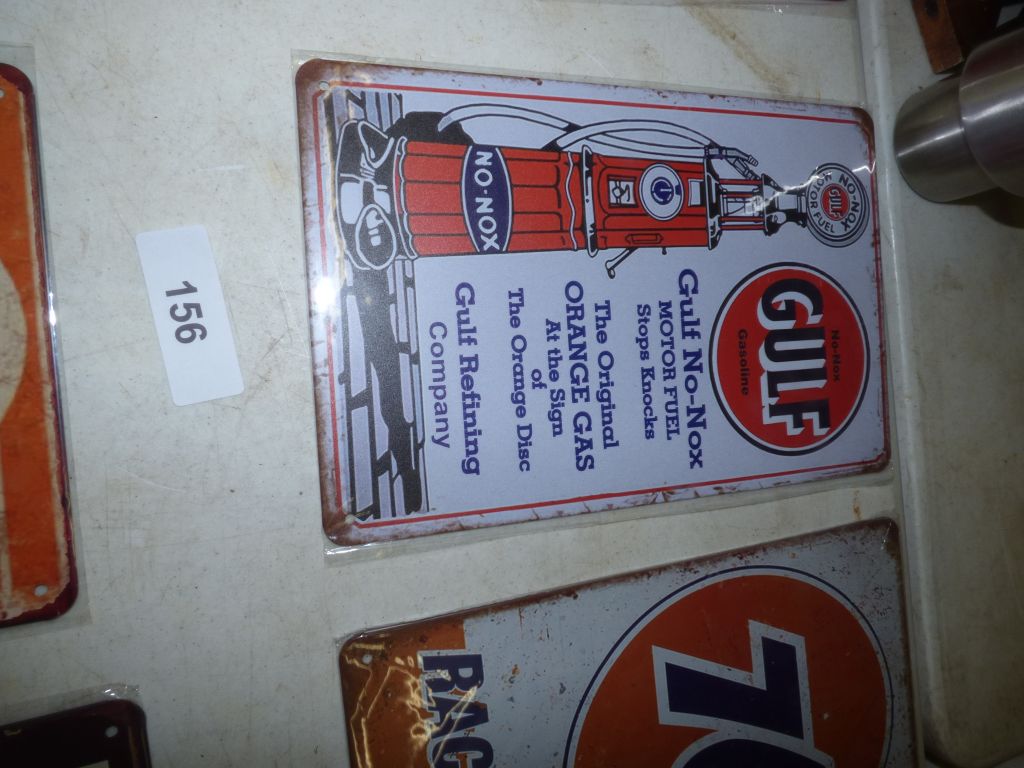 156
No-Nox
GULF
Gasoline
Gulf No-Nox
MOTOR FUEL
Stops Knocks
The Original
ORANGE GAS
At the Sign
of
The Orange Disc
Gulf Refining
Company
NO-NOX
GULF
MOTOR FUEL
NO-NOX
RAC